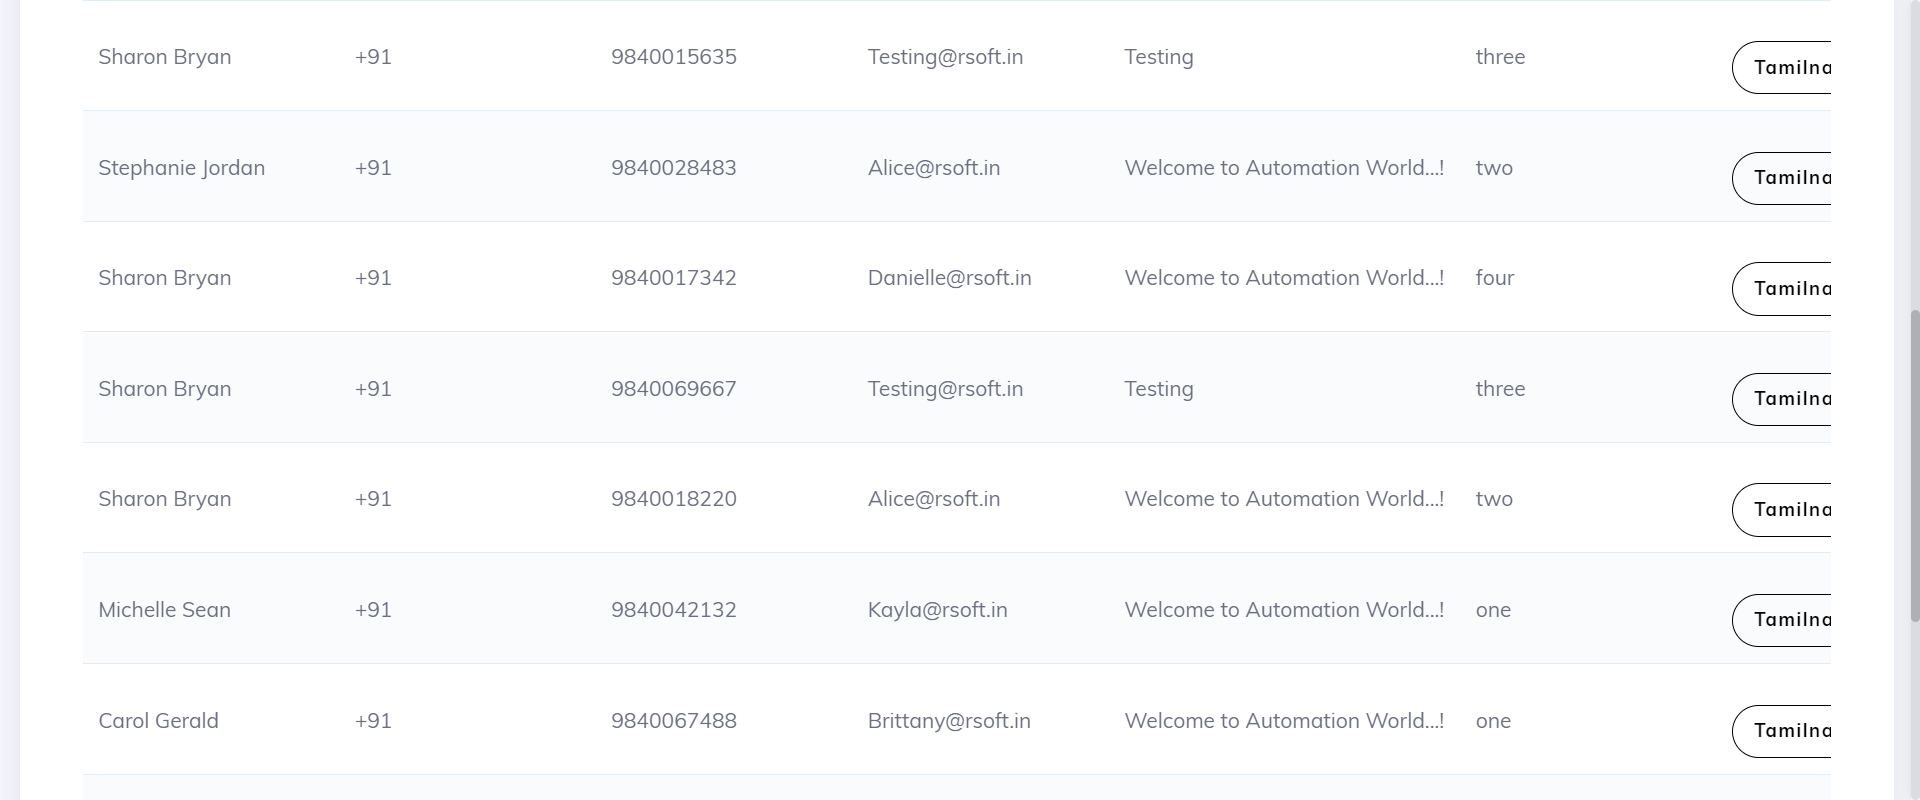 Sharon Bryan +91 9840015635 Testing@rsoft.in Testing three Tamilna
Stephanie Jordan +91 9840028483 Alice@rsoft.in Welcome to Automation World...! two Tamilna
Sharon Bryan +91 9840017342 Danielle@rsoft.in Welcome to Automation World...! four Tamilna
Sharon Bryan +91 9840069667 Testing@rsoft.in Testing three Tamilna
Sharon Bryan +91 9840018220 Alice@rsoft.in Welcome to Automation World...! two Tamilna
Michelle Sean +91 9840042132 Kayla@rsoft.in Welcome to Automation World...! one Tamilna
Carol Gerald +91 9840067488 Brittany@rsoft.in Welcome to Automation World...! one Tamilna